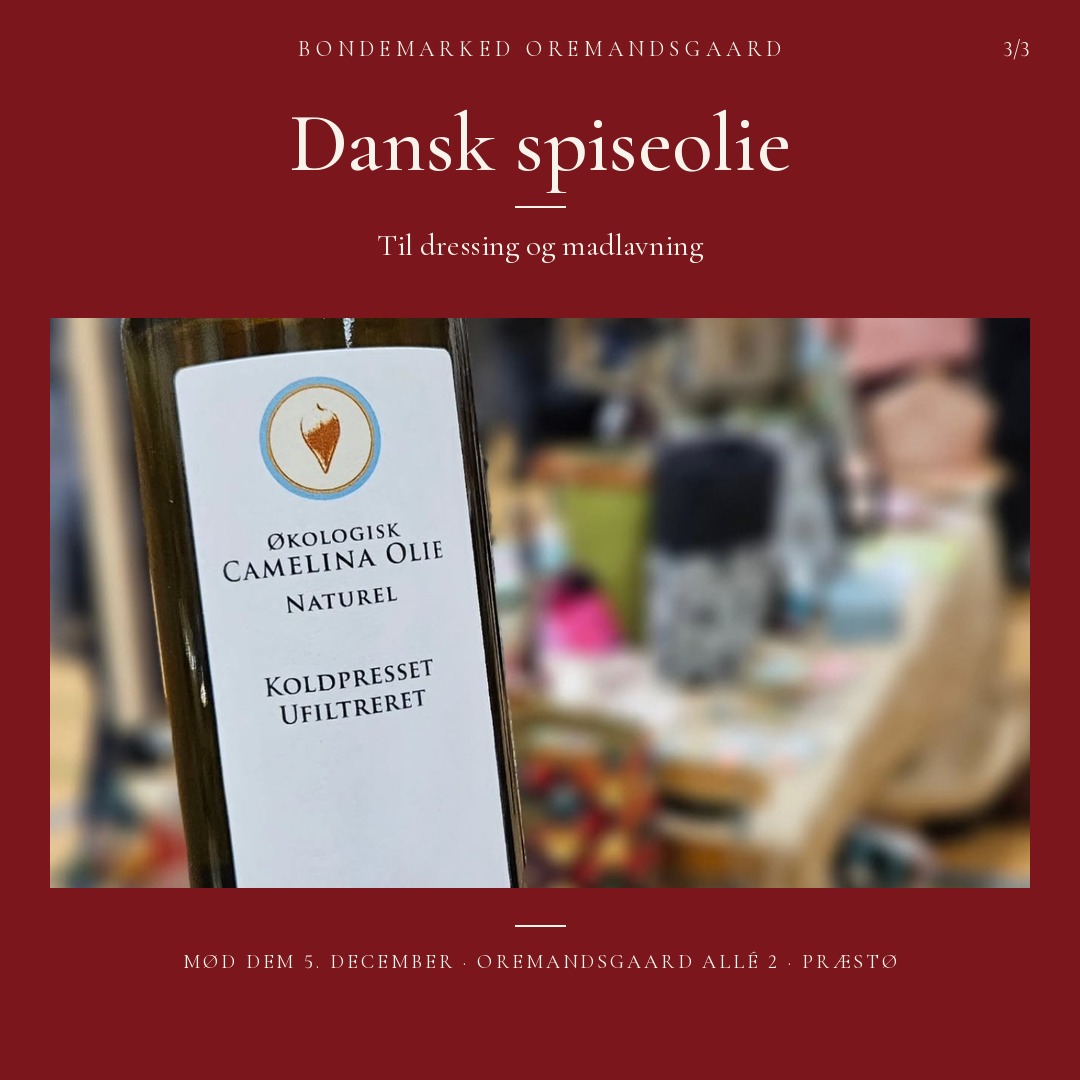 BONDEMARKED OREMANDSGAARD
3/3
Dansk spiseolie
Til dressing og madlavning
ØKOLOGISK
CAMELINA OLIE
NATUREL
KOLDPRESSET
UFILTRERET
MØD DEM 5. DECEMBER · OREMANDSGAARD ALLÉ 2 · PRÆSTØ